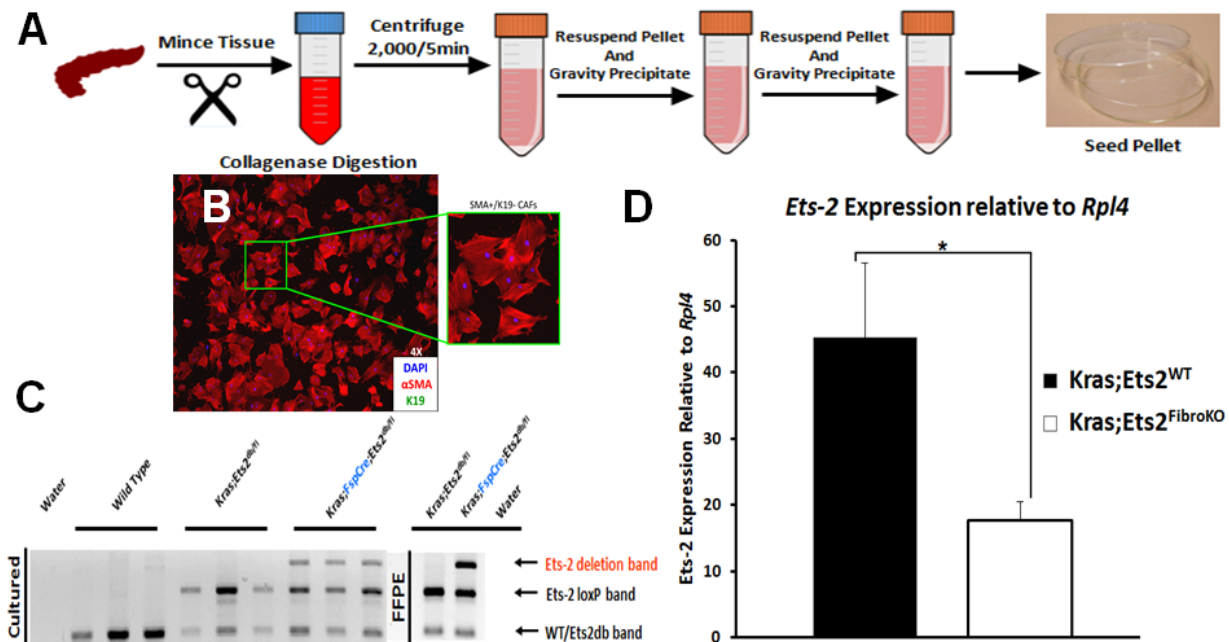 A
Mince Tissue
Centrifuge
2,000/5min
Resuspend Pellet
And
Gravity Precipitate
Resuspend Pellet
And
Gravity Precipitate
Collagenase Digestion
Seed Pellet
B
SMA+/K19- CAFs
4X
DAPI
αSMA
K19
C
Water
Wild Type
Kras;Ets2db/fl
Kras;FspCre;Ets2db/fl
Kras;Ets2db/fl
Kras;FspCre;Ets2db/fl
Water
Cultured
FFPE
Ets-2 deletion band
Ets-2 loxP band
WT/Ets2db band
D
Ets-2 Expression relative to Rpl4
Ets-2 Expression Relative to Rpl4
60
50
40
30
20
10
0
*
Kras;Ets2WT
Kras;Ets2FibroKO